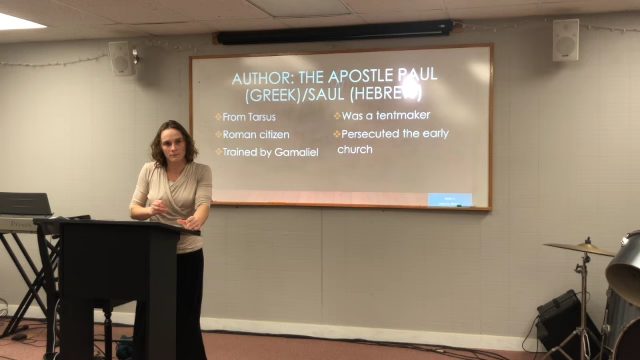 AUTHOR: THE APOSTLE PAUL
(GREEK)/SAUL (HEBREW)
From Tarsus
Roman citizen
Trained by Gamaliel
Was a tentmaker
Persecuted the early
church